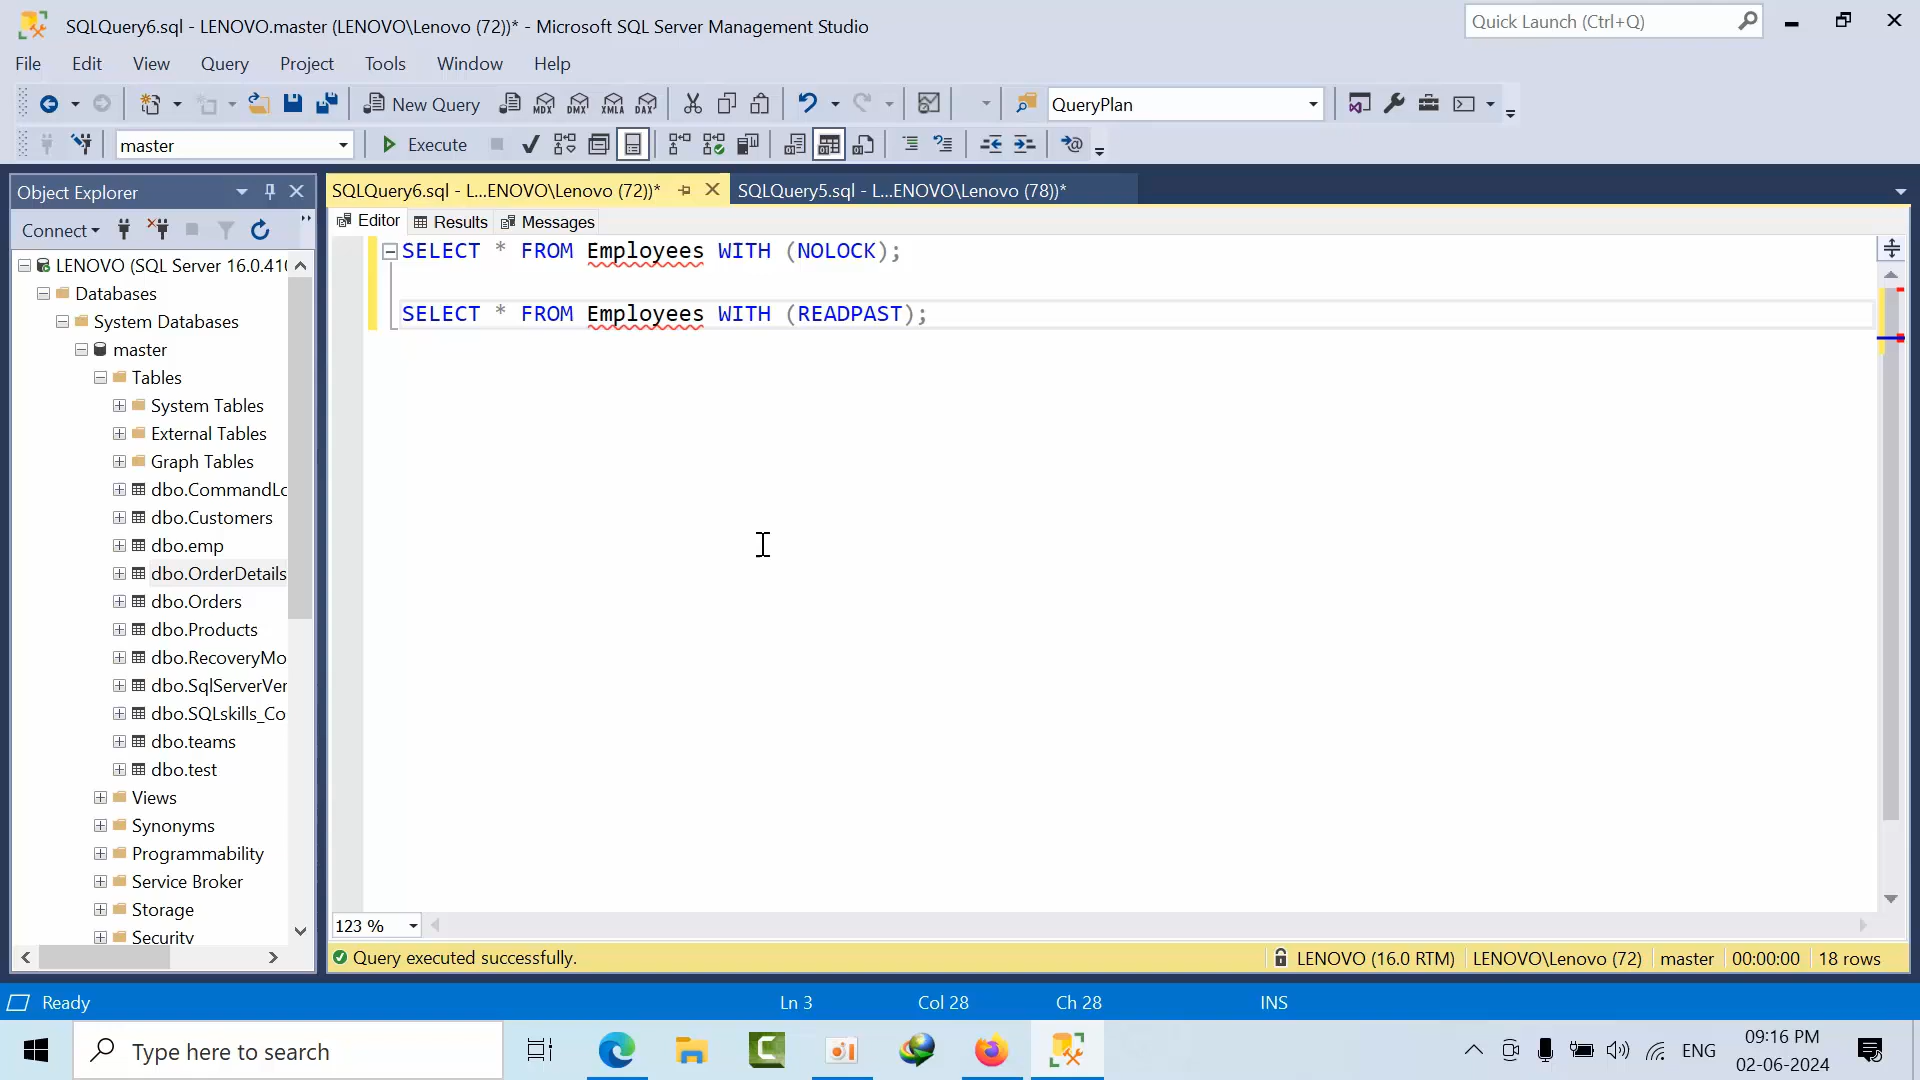 SQLQuery6.sql - LENOVO.master (LENOVO\Lenovo (72))* - Microsoft SQL Server Management Studio
Quick Launch (Ctrl+Q)
File Edit View Query Project Tools Window Help
New Query MDX DMX XMLA DAX QueryPlan
master Execute
Object Explorer
SQLQuery6.sql - L...ENOVO\Lenovo (72))* SQLQuery5.sql - L...ENOVO\Lenovo (78))*
Connect
Editor Results Messages
SELECT * FROM Employees WITH (NOLOCK);
SELECT * FROM Employees WITH (READPAST);
LENOVO (SQL Server 16.0.410
Databases
System Databases
master
Tables
System Tables
External Tables
Graph Tables
dbo.CommandLo
dbo.Customers
dbo.emp
dbo.OrderDetails
dbo.Orders
dbo.Products
dbo.RecoveryMo
dbo.SqlServerVer
dbo.SQLskills_Co
dbo.teams
dbo.test
Views
Synonyms
Programmability
Service Broker
Storage
Security
123 %
Query executed successfully. LENOVO (16.0 RTM) LENOVO\Lenovo (72) master 00:00:00 18 rows
Ready Ln 3 Col 28 Ch 28 INS
Type here to search
ENG
09:16 PM
02-06-2024